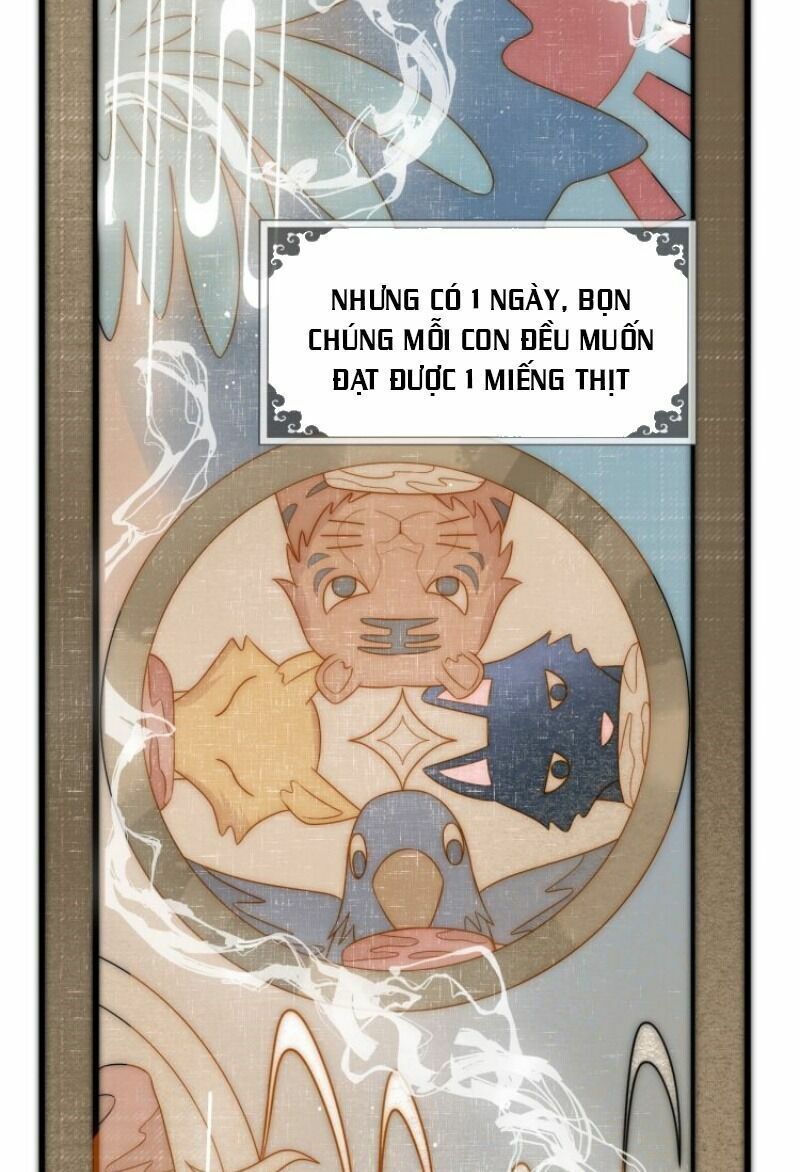 NHƯNG CÓ 1 NGÀY, BỌN
CHÚNG MỖI CON ĐỀU MUỐN
ĐẠT ĐƯỢC 1 MIẾNG THỊT